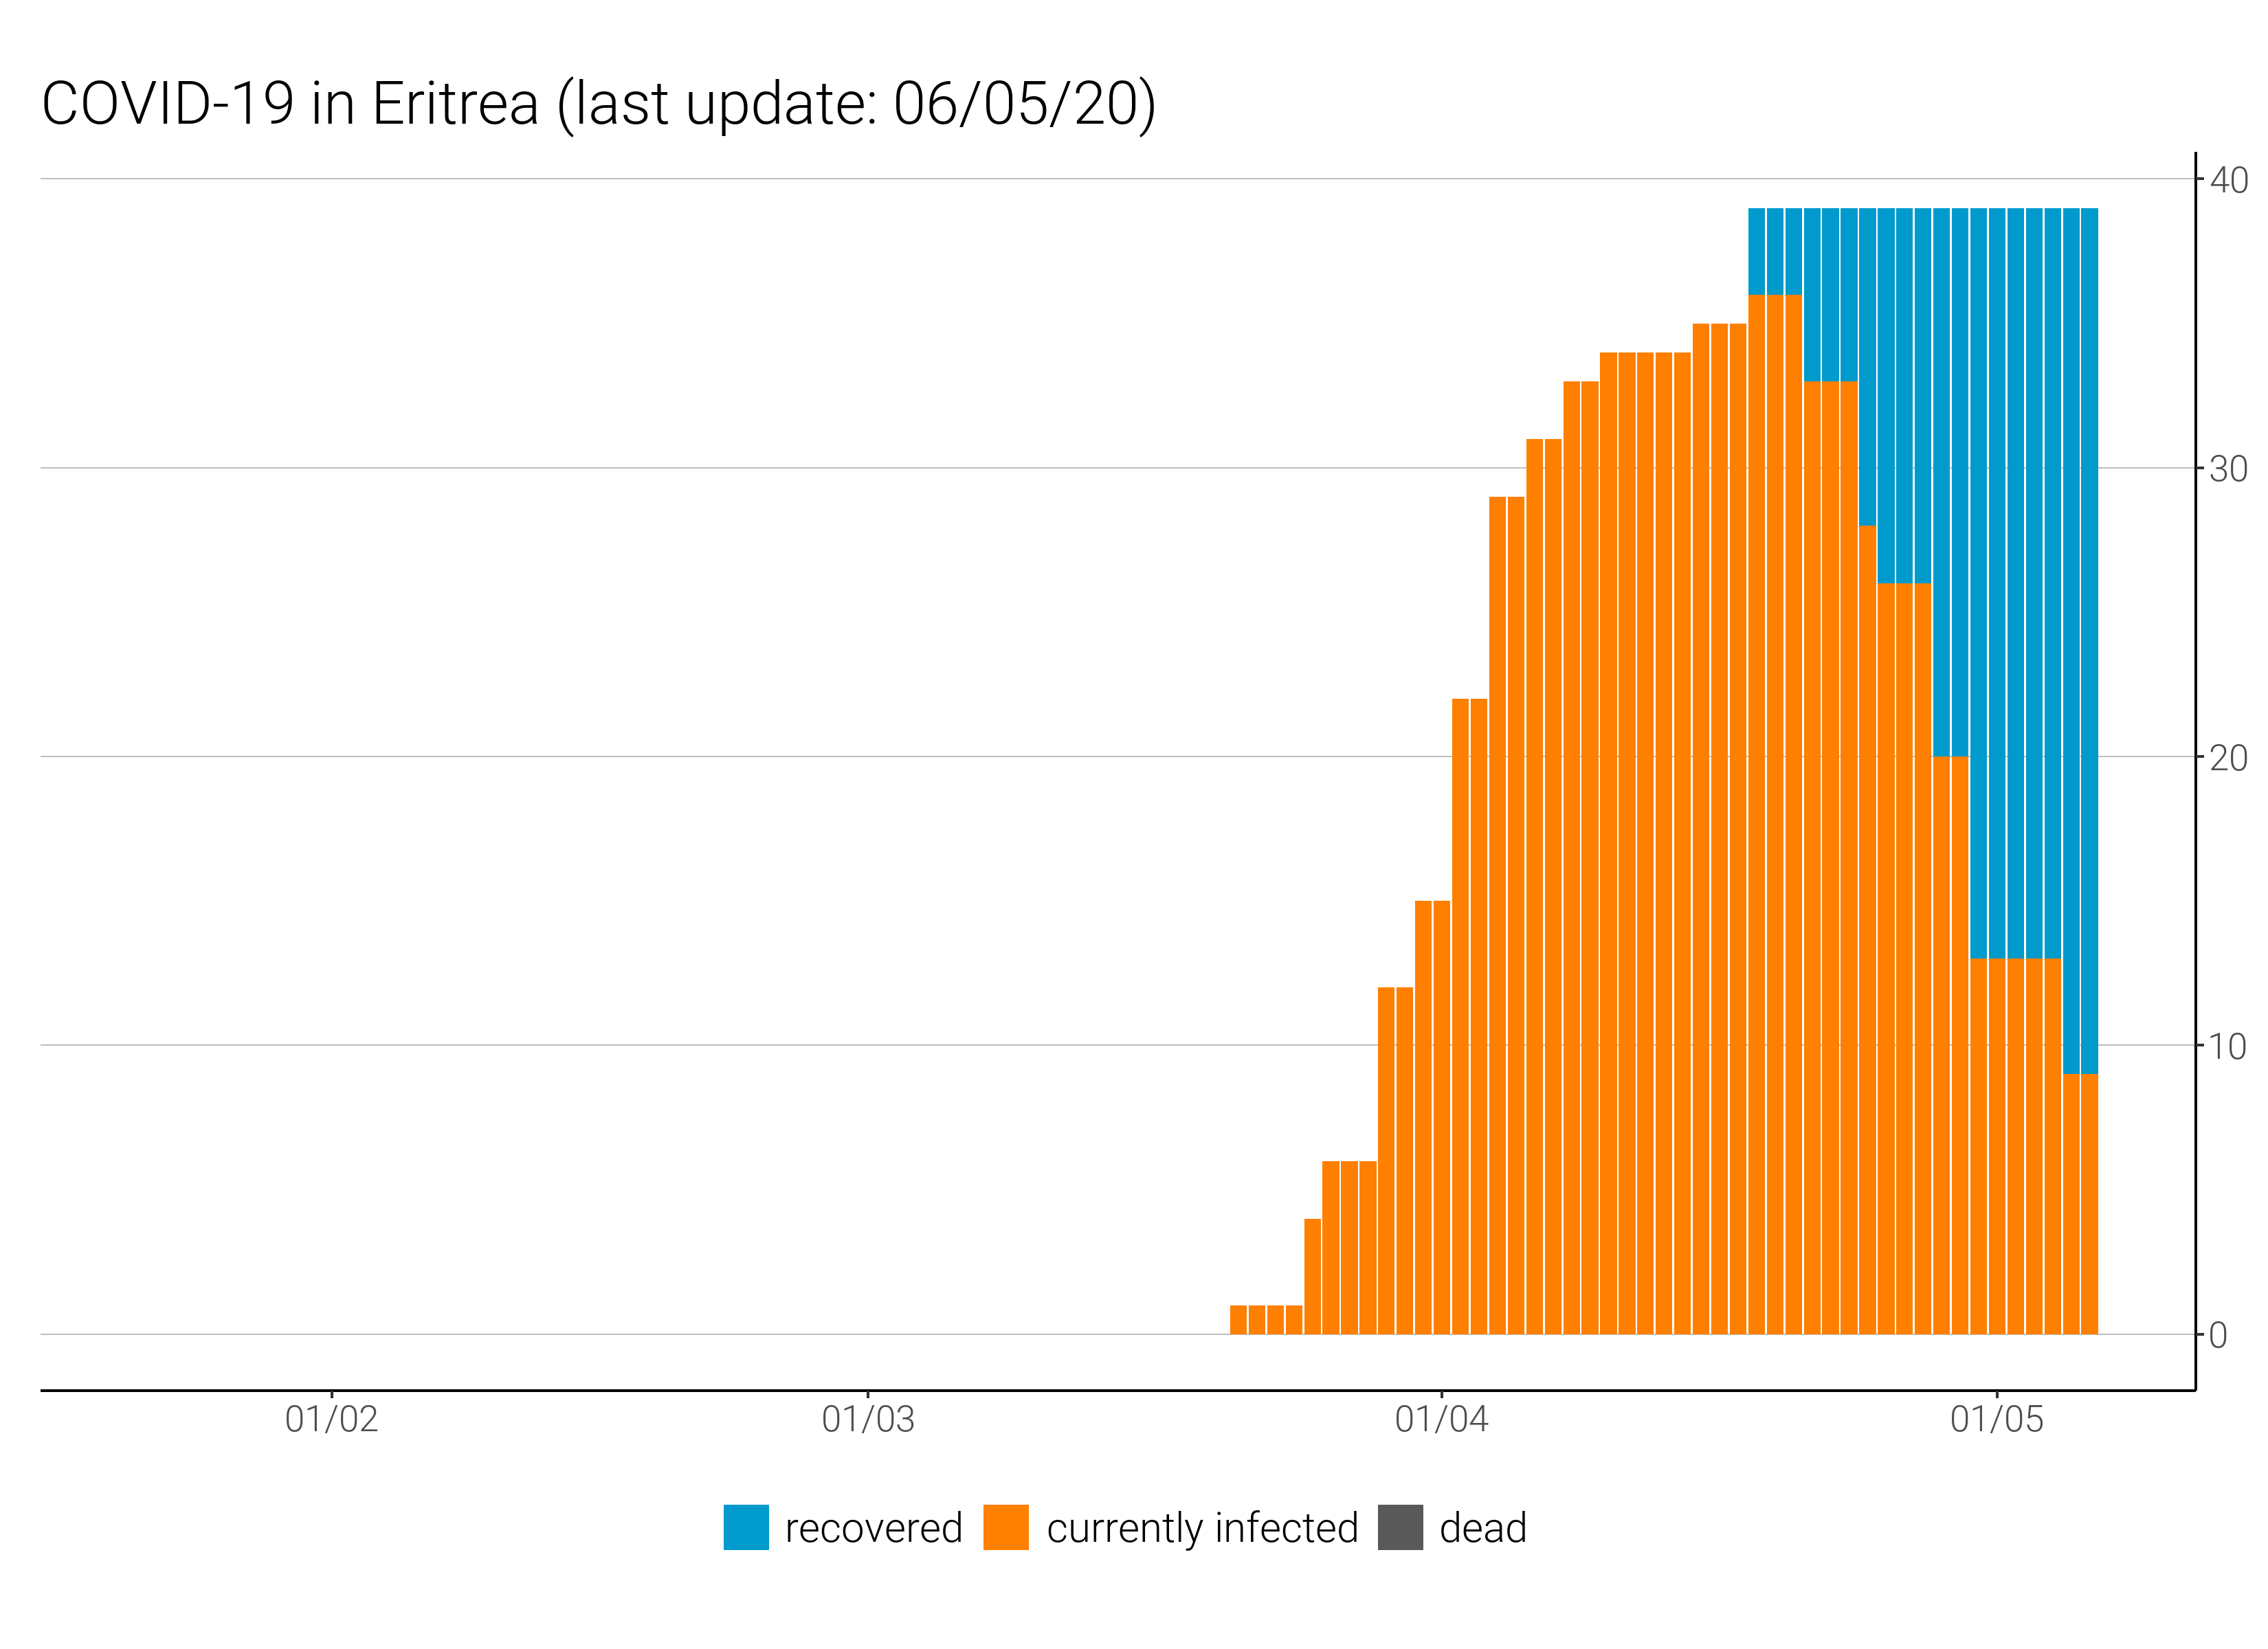 COVID-19 in Eritrea (last update: 06/05/20)
40
30
20
10
0
01/02 01/03 01/04 01/05
recovered currently infected dead